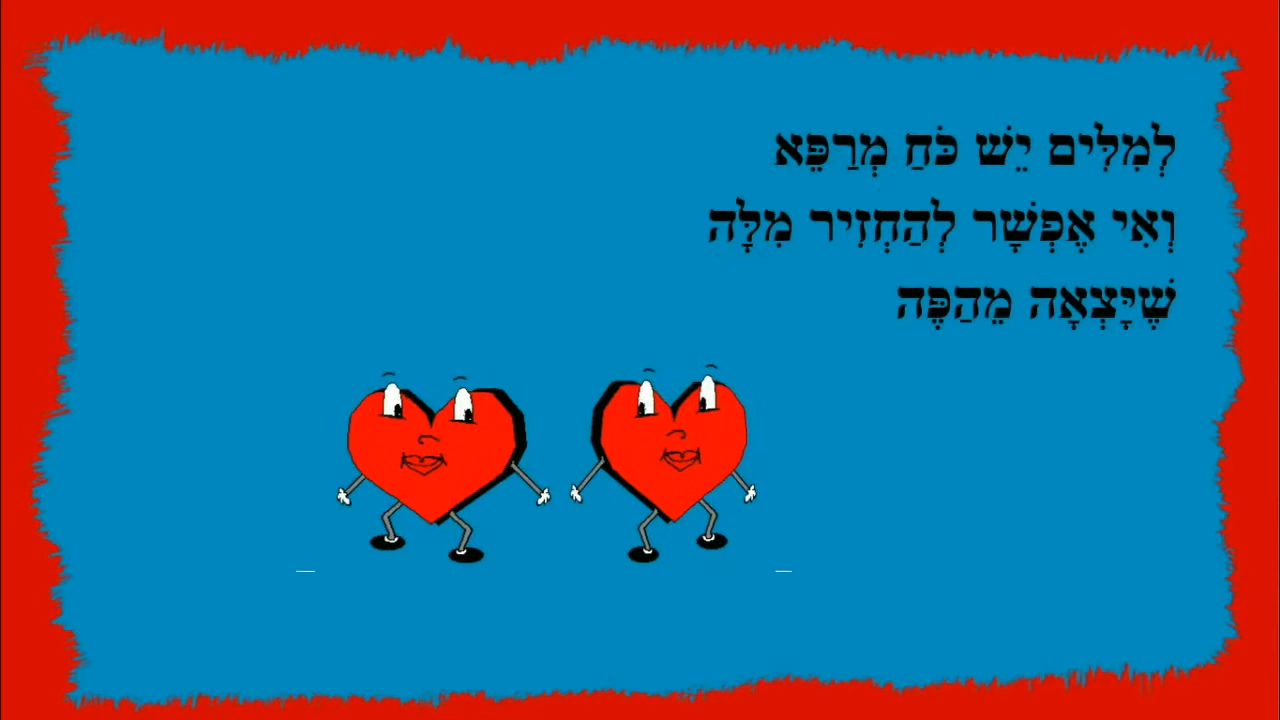 לְמִלִּים יֵשׁ כֹּחַ מְרַפֵּא
וְאִי אֶפְשָׁר לְהַחְזִיר מִלָּה
שֶׁיָּצְאָה מֵהַפֶּה